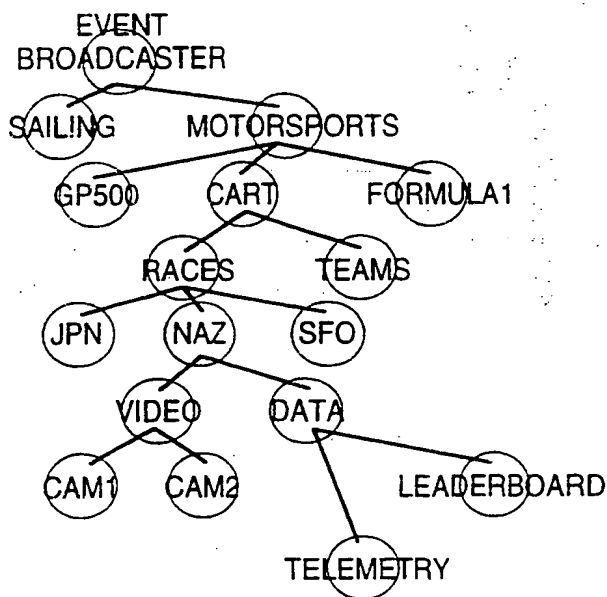 EVENT
BROADCASTER
SAILING
MOTORSPORTS
GP500
CART
FORMULA1
RACES
TEAMS
JPN
NAZ
SFO
VIDEO
DATA
CAM1
CAM2
LEADERBOARD
TELEMETRY